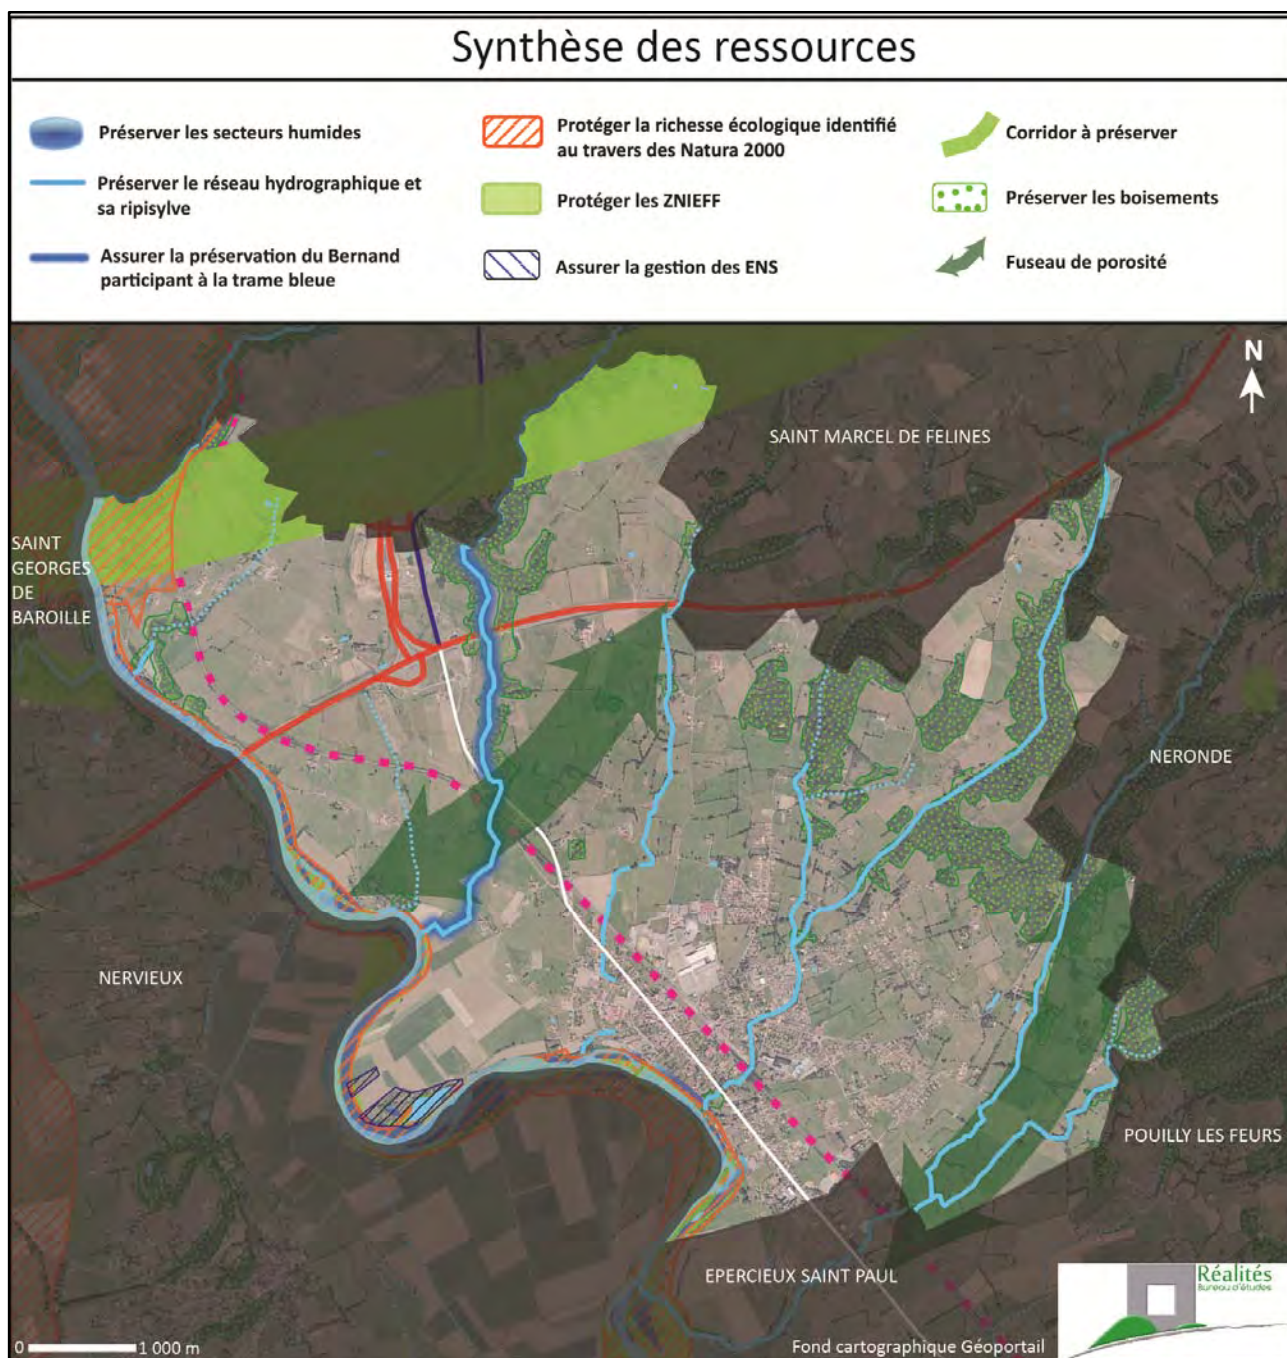 Synthèse des ressources
Préserver les secteurs humides
Préserver le réseau hydrographique et
sa ripisylve
Assurer la préservation du Bernand
participant à la trame bleue
Protéger la richesse écologique identifié
au travers des Natura 2000
Protéger les ZNIEFF
Assurer la gestion des ENS
Corridor à préserver
Préserver les boisements
Fuseau de porosité
N
SAINT MARCEL DE FELINES
SAINT
GEORGES
DE
BAROILLE
NERONDE
NERVIEUX
POUILLY LES FEURS
EPERCIEUX SAINT PAUL
Réalités
Bureau d'études
0 1 000 m
Fond cartographique Géoportail